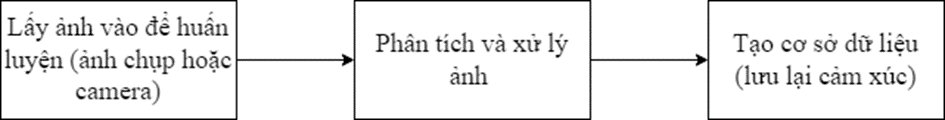 Lấy ảnh vào để huấn
luyện (ảnh chụp hoặc
camera)
Phân tích và xử lý
ảnh
Tạo cơ sở dữ liệu
(lưu lại cảm xúc)